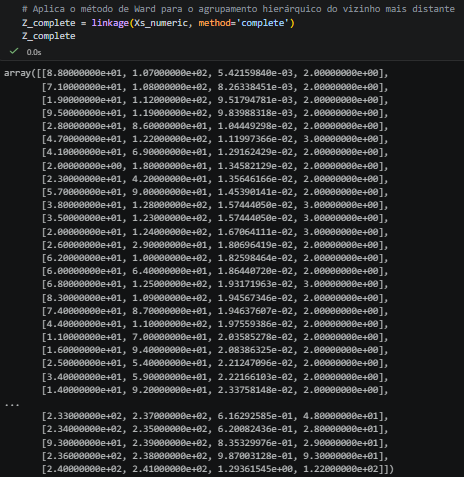 # Aplica o método de Ward para o agrupamento hierárquico do vizinho mais distante
Z_complete = linkage(Xs_numeric, method='complete')
Z_complete
0.0s
array([[8.80000000e+01, 1.07000000e+02, 5.42159840e-03, 2.00000000e+00],
[7.10000000e+01, 1.08000000e+02, 8.26338451e-03, 2.00000000e+00],
[1.90000000e+01, 1.12000000e+02, 9.51794781e-03, 2.00000000e+00],
[9.50000000e+01, 1.19000000e+02, 9.83988318e-03, 2.00000000e+00],
[2.80000000e+01, 8.60000000e+01, 1.04449298e-02, 2.00000000e+00],
[4.70000000e+01, 1.22000000e+02, 1.11997366e-02, 3.00000000e+00],
[4.10000000e+01, 6.90000000e+01, 1.29162429e-02, 2.00000000e+00],
[2.00000000e+00, 1.80000000e+01, 1.34582129e-02, 2.00000000e+00],
[2.30000000e+01, 4.20000000e+01, 1.35646166e-02, 2.00000000e+00],
[5.70000000e+01, 9.00000000e+01, 1.45390141e-02, 2.00000000e+00],
[3.80000000e+01, 1.28000000e+02, 1.57444050e-02, 3.00000000e+00],
[3.50000000e+01, 1.23000000e+02, 1.57444050e-02, 3.00000000e+00],
[2.00000000e+01, 1.24000000e+02, 1.67064111e-02, 3.00000000e+00],
[2.60000000e+01, 2.90000000e+01, 1.80696419e-02, 2.00000000e+00],
[6.20000000e+01, 1.00000000e+02, 1.82598464e-02, 2.00000000e+00],
[6.00000000e+01, 6.40000000e+01, 1.86440720e-02, 2.00000000e+00],
[6.80000000e+01, 1.25000000e+02, 1.93171963e-02, 3.00000000e+00],
[8.30000000e+01, 1.09000000e+02, 1.94567346e-02, 2.00000000e+00],
[7.40000000e+01, 8.70000000e+01, 1.94637607e-02, 2.00000000e+00],
[4.40000000e+01, 1.10000000e+02, 1.97559386e-02, 2.00000000e+00],
[1.10000000e+01, 7.00000000e+01, 2.03585278e-02, 2.00000000e+00],
[1.60000000e+01, 9.40000000e+01, 2.08386325e-02, 2.00000000e+00],
[2.50000000e+01, 5.40000000e+01, 2.21247096e-02, 2.00000000e+00],
[3.40000000e+01, 5.90000000e+01, 2.22166103e-02, 2.00000000e+00],
[1.40000000e+01, 9.20000000e+01, 2.33758148e-02, 2.00000000e+00],
...
[2.33000000e+02, 2.37000000e+02, 6.16292585e-01, 4.80000000e+01],
[2.34000000e+02, 2.35000000e+02, 6.20082436e-01, 2.80000000e+01],
[9.30000000e+01, 2.39000000e+02, 8.35329976e-01, 2.90000000e+01],
[2.36000000e+02, 2.38000000e+02, 9.87003128e-01, 9.30000000e+01],
[2.40000000e+02, 2.41000000e+02, 1.29361545e+00, 1.22000000e+02]])